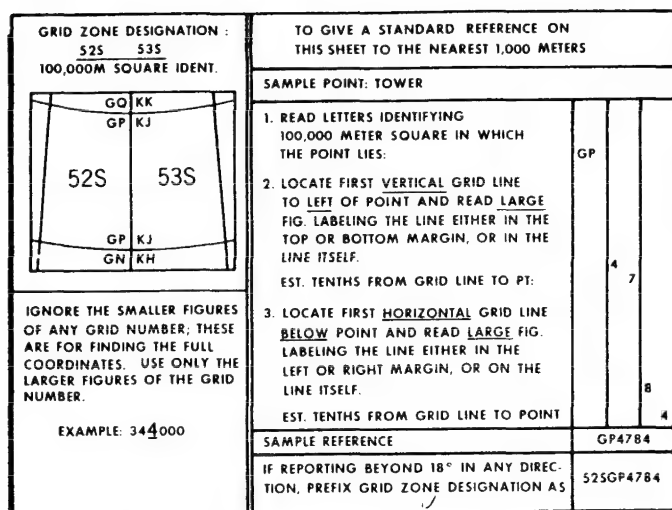 GRID ZONE DESIGNATION :
52S 53S
100,000M SQUARE IDENT.
GQ KK
GP KJ
52S 53S
GP KJ
GN KH
IGNORE THE SMALLER FIGURES
OF ANY GRID NUMBER; THESE
ARE FOR FINDING THE FULL
COORDINATES. USE ONLY THE
LARGER FIGURES OF THE GRID
NUMBER.
EXAMPLE: 344000
TO GIVE A STANDARD REFERENCE ON
THIS SHEET TO THE NEAREST 1,000 METERS
SAMPLE POINT: TOWER
1. READ LETTERS IDENTIFYING
100,000 METER SQUARE IN WHICH
THE POINT LIES: GP
2. LOCATE FIRST VERTICAL GRID LINE
TO LEFT OF POINT AND READ LARGE
FIG. LABELING THE LINE EITHER IN THE
TOP OR BOTTOM MARGIN, OR IN THE
LINE ITSELF. 4
EST. TENTHS FROM GRID LINE TO PT: 7
3. LOCATE FIRST HORIZONTAL GRID LINE
BELOW POINT AND READ LARGE FIG.
LABELING THE LINE EITHER IN THE
LEFT OR RIGHT MARGIN, OR ON THE
LINE ITSELF. 8
EST. TENTHS FROM GRID LINE TO POINT 4
SAMPLE REFERENCE GP4784
IF REPORTING BEYOND 18° IN ANY DIREC-
TION, PREFIX GRID ZONE DESIGNATION AS 52SGP4784